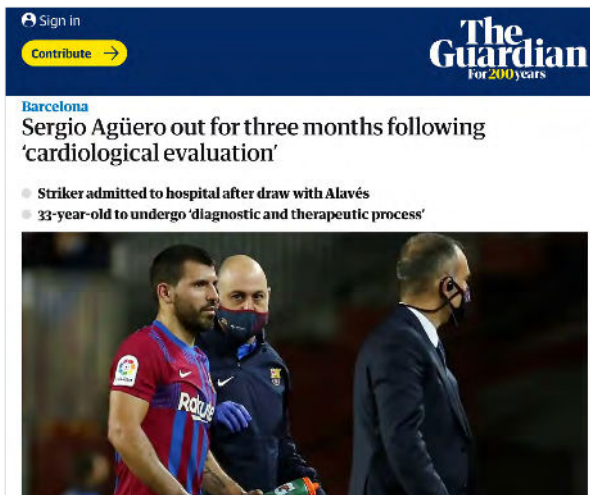 Sign in
Contribute →
The
Guardian
For 200 years
Barcelona
Sergio Agüero out for three months following
‘cardiological evaluation’
Striker admitted to hospital after draw with Alavés
33-year-old to undergo ‘diagnostic and therapeutic process’
Rakuten